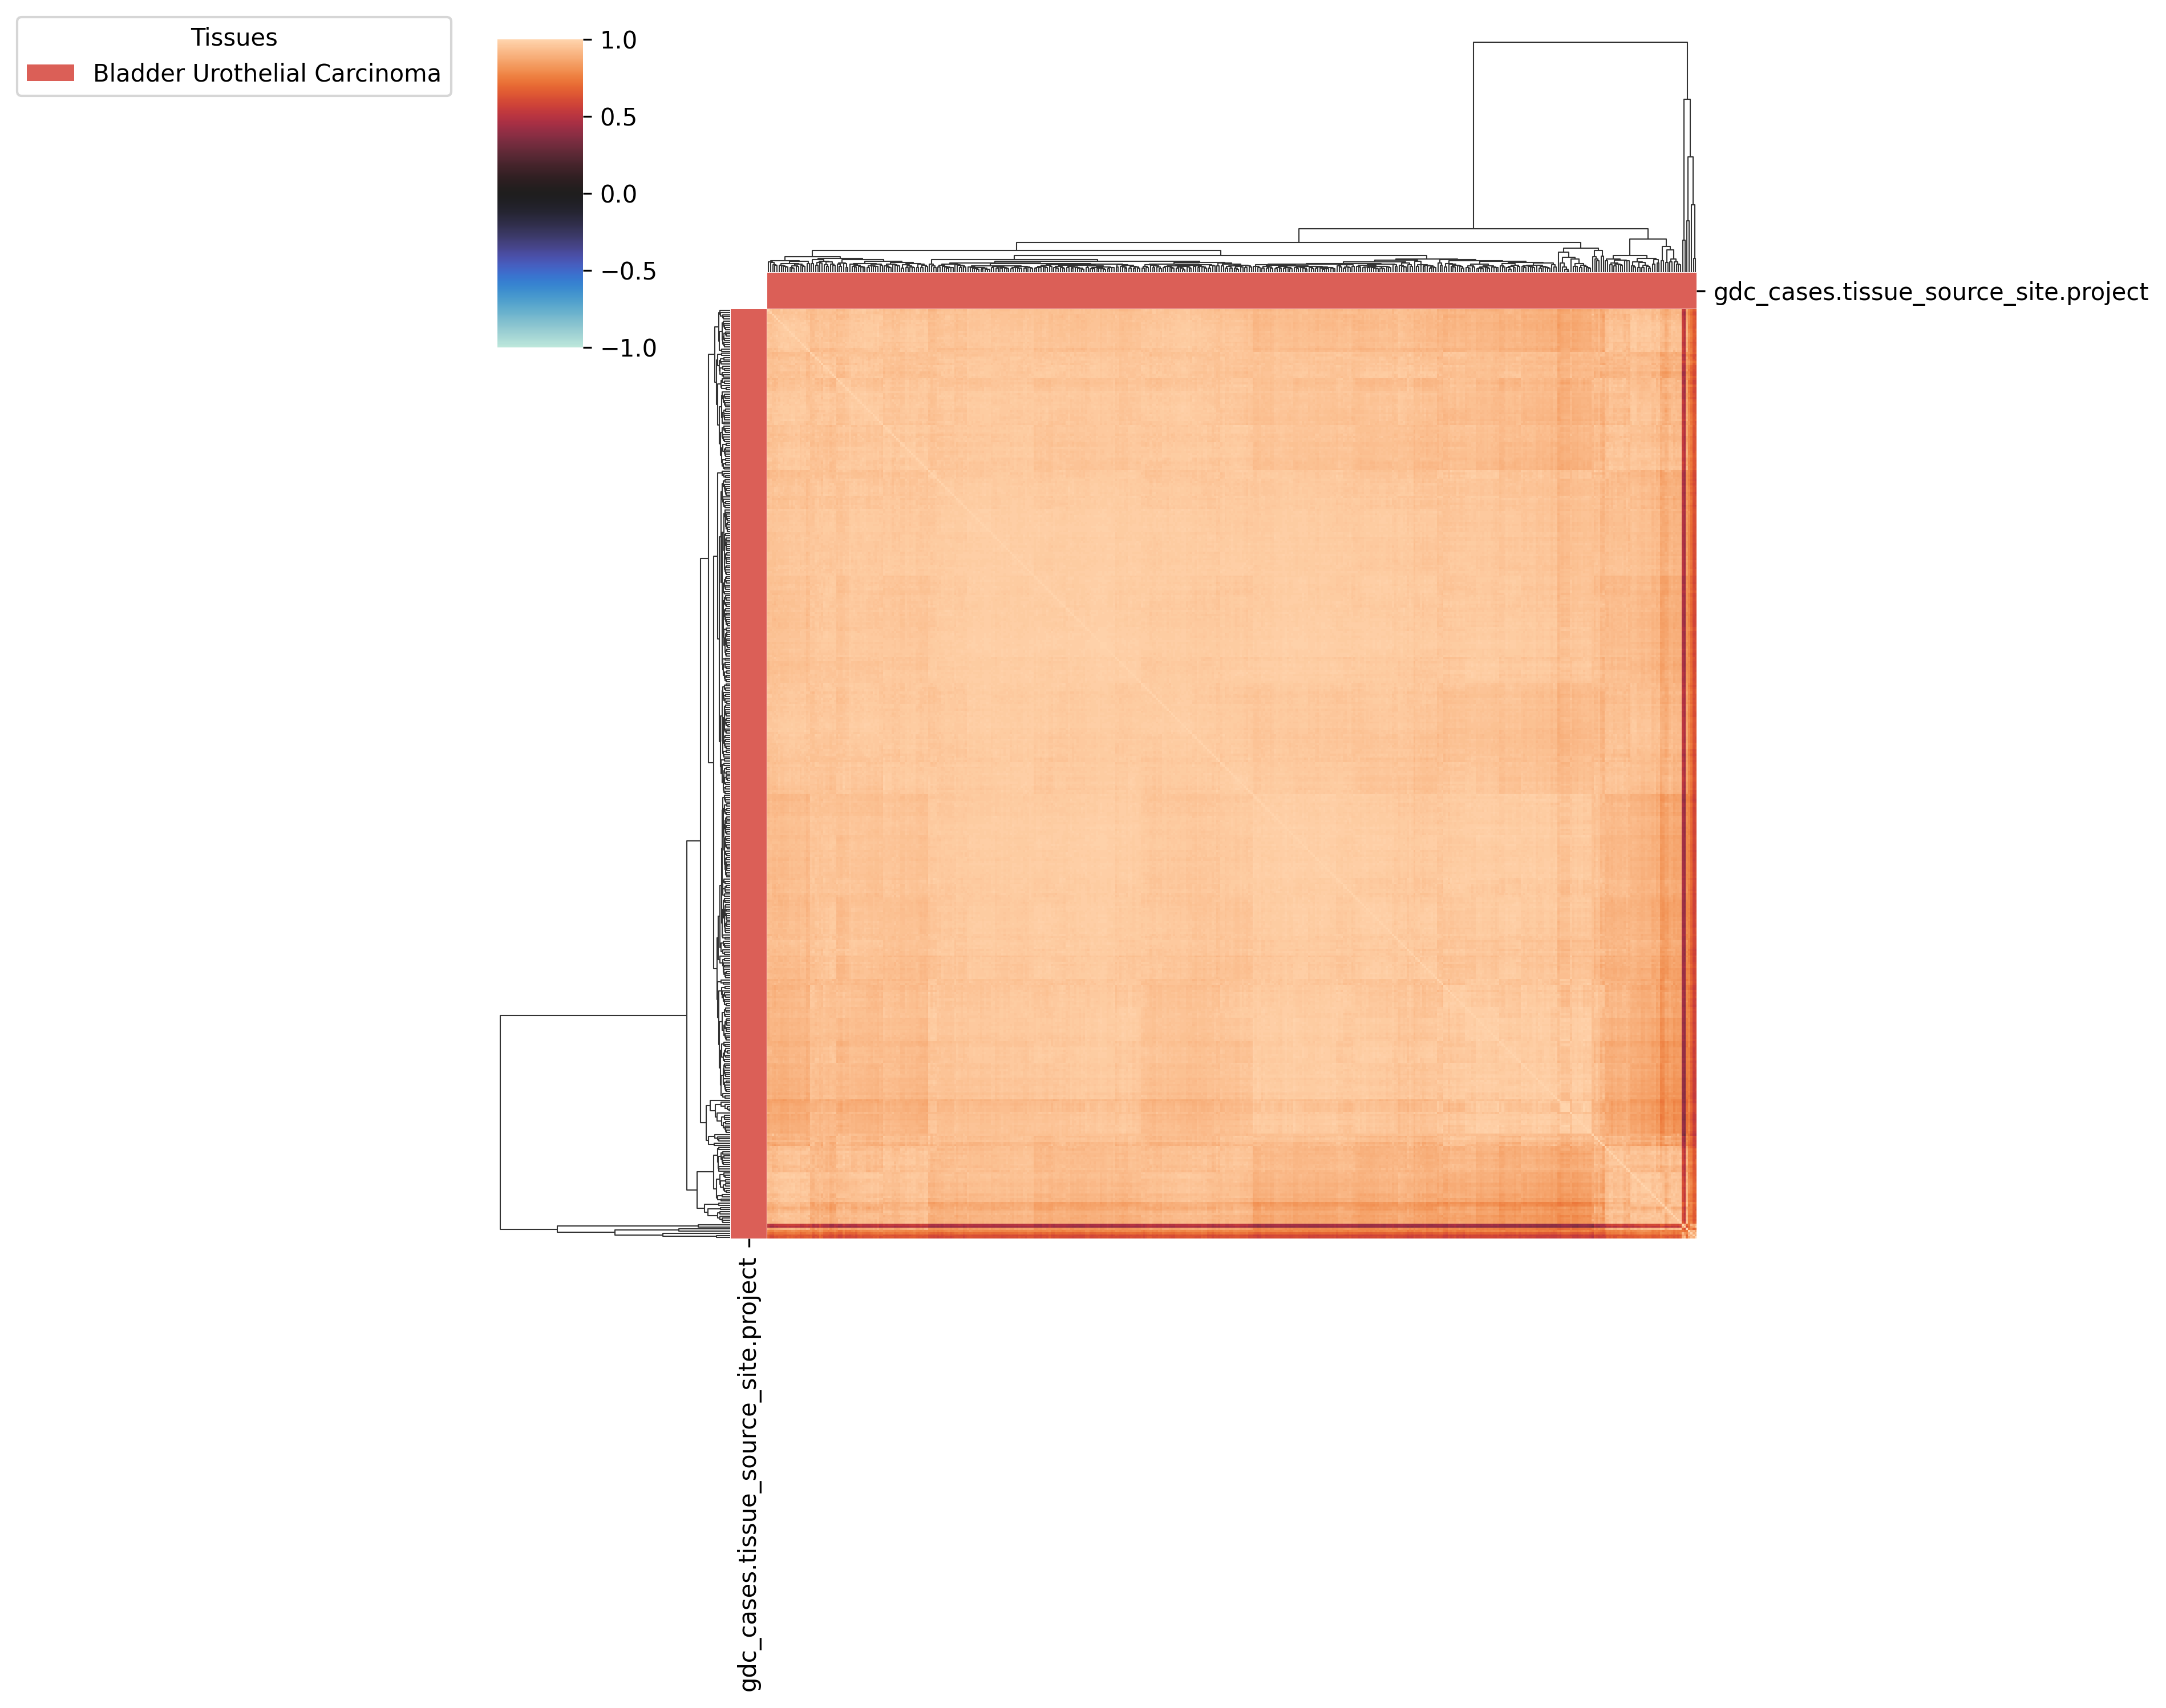 Tissues
Bladder Urothelial Carcinoma
1.0
0.5
0.0
−0.5
−1.0
gdc_cases.tissue_source_site.project
gdc_cases.tissue_source_site.project